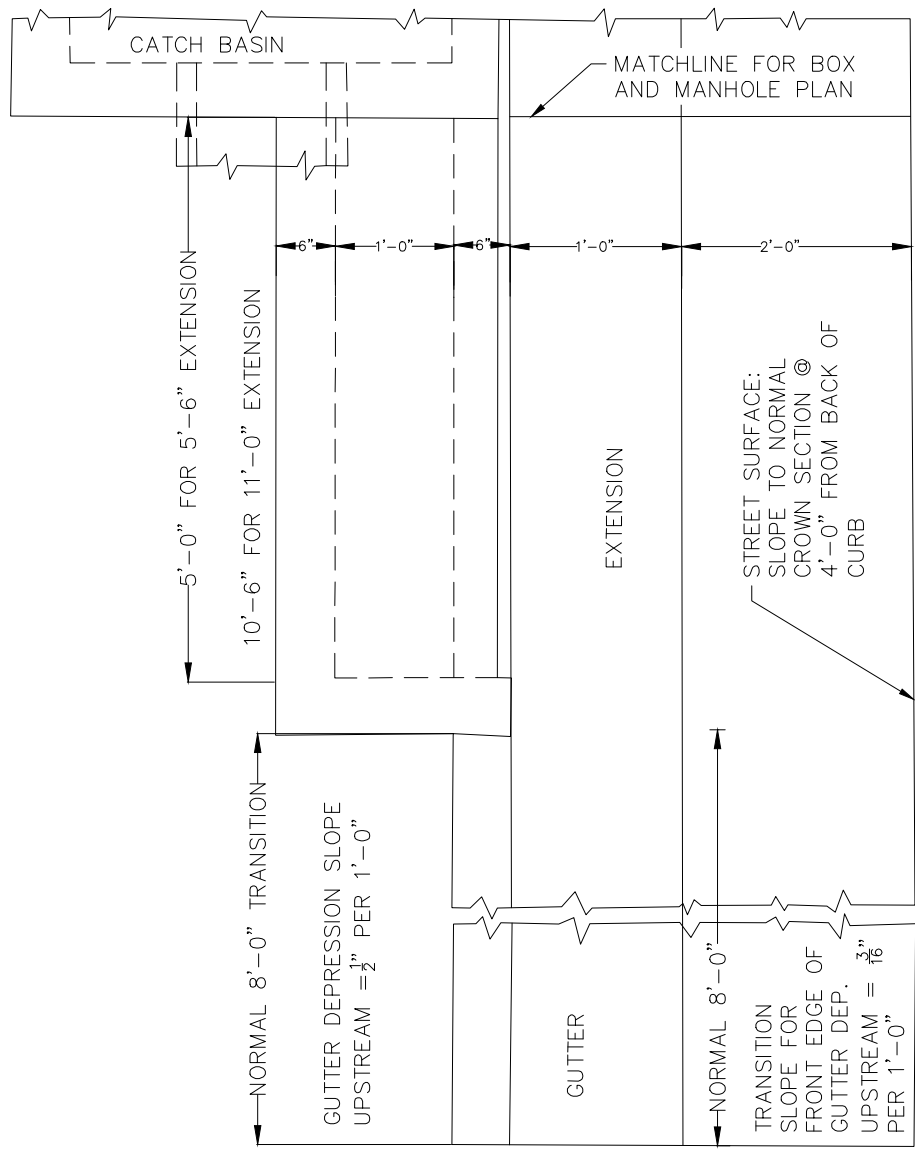 CATCH BASIN
MATCHLINE FOR BOX
AND MANHOLE PLAN
6"
1'-0"
6"
1'-0"
2'-0"
5'-0" FOR 5'-6" EXTENSION
10'-6" FOR 11'-0" EXTENSION
EXTENSION
STREET SURFACE:
SLOPE TO NORMAL
CROWN SECTION @
4'-0" FROM BACK OF
CURB
NORMAL 8'-0" TRANSITION
GUTTER DEPRESSION SLOPE
UPSTREAM = 1/2" PER 1'-0"
GUTTER
NORMAL 8'-0"
TRANSITION
SLOPE FOR
FRONT EDGE OF
GUTTER DEP.
UPSTREAM = 3/16"
PER 1'-0"